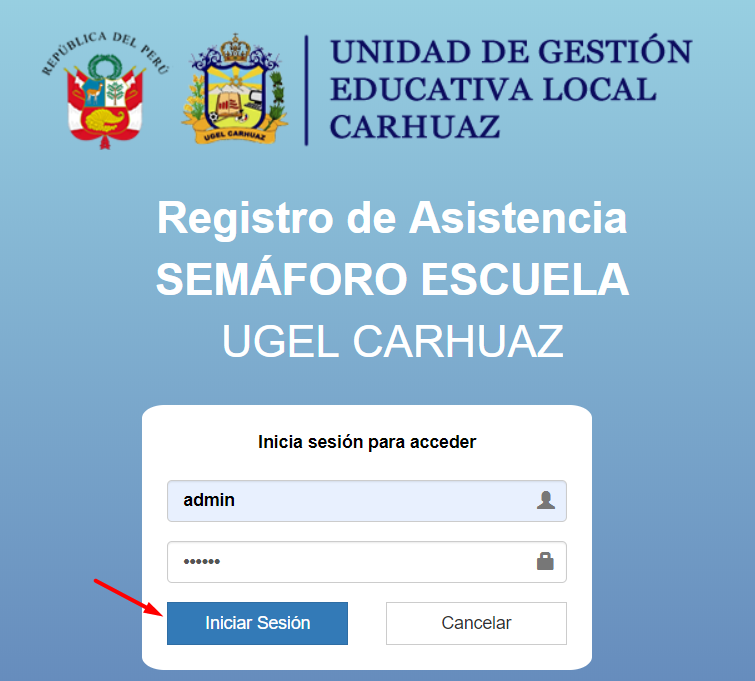 REPÚBLICA DEL PERÚ
UGEL CARHUAZ
UNIDAD DE GESTIÓN
EDUCATIVA LOCAL
CARHUAZ
Registro de Asistencia
SEMÁFORO ESCUELA
UGEL CARHUAZ
Inicia sesión para acceder
admin
••••••
Iniciar Sesión
Cancelar